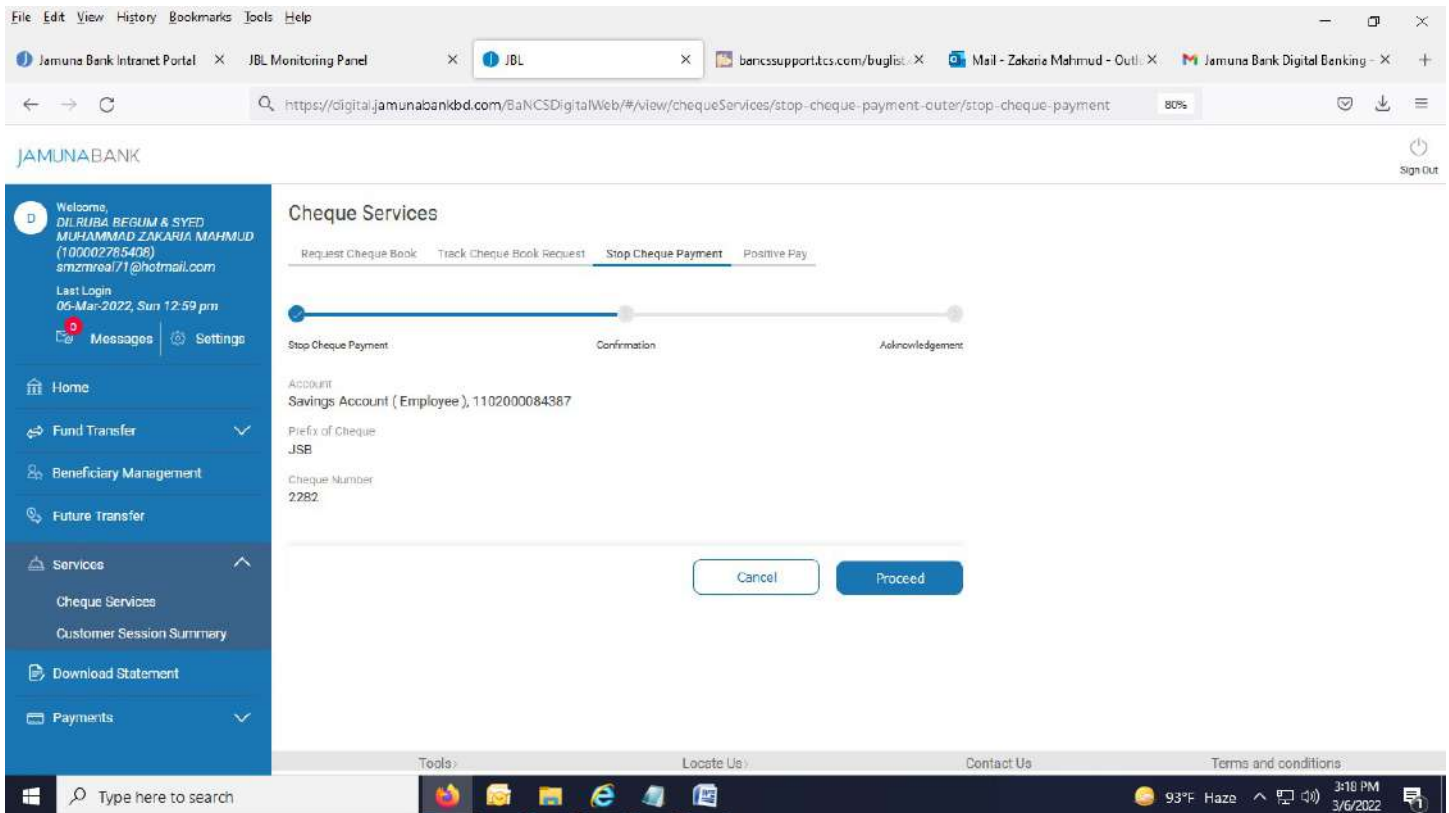 File Edit View History Bookmarks Tools Help
Jamuna Bank Intranet Portal
JBL Monitoring Panel
JBL
bancssupport.tcs.com/buglist.
Mail - Zakaria Mahmud - Outl
Jamuna Bank Digital Banking -
https://digital.jamunabankbd.com/BaNCSDigitalWeb/#/view/chequeServices/stop-cheque-payment-outer/stop-cheque-payment
80%
JAMUNABANK
Sign Out
D
Welcome,
DILRUBA BEGUM & SYED
MUHAMMAD ZAKARIA MAHMUD
(100002785408)
smzmreal71@hotmail.com
Last Login
06-Mar-2022, Sun 12:59 pm
0
Messages
Settings
Home
Fund Transfer
Beneficiary Management
Future Transfer
Services
Cheque Services
Customer Session Summary
Download Statement
Payments
Cheque Services
Request Cheque Book
Track Cheque Book Request
Stop Cheque Payment
Positive Pay
Stop Cheque Payment
Confirmation
Acknowledgement
Account
Savings Account ( Employee ), 1102000084387
Prefix of Cheque
JSB
Cheque Number
2282
Cancel
Proceed
Tools
Locate Us
Contact Us
Terms and conditions
Type here to search
93°F Haze
3:18 PM
3/6/2022